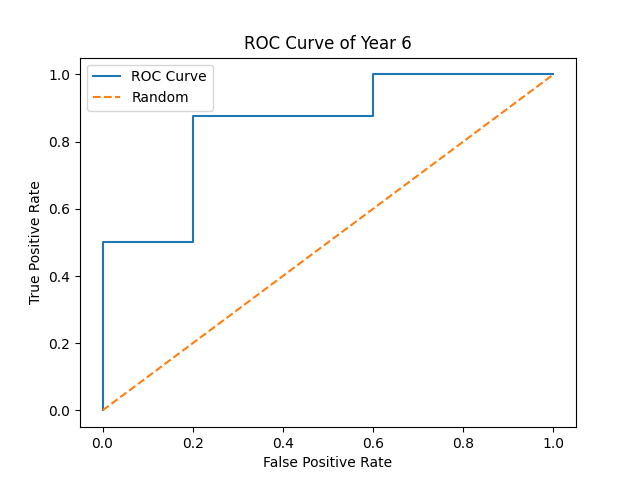 ROC Curve of Year 6
ROC Curve
Random
True Positive Rate
1.0
0.8
0.6
0.4
0.2
0.0
0.0 0.2 0.4 0.6 0.8 1.0
False Positive Rate